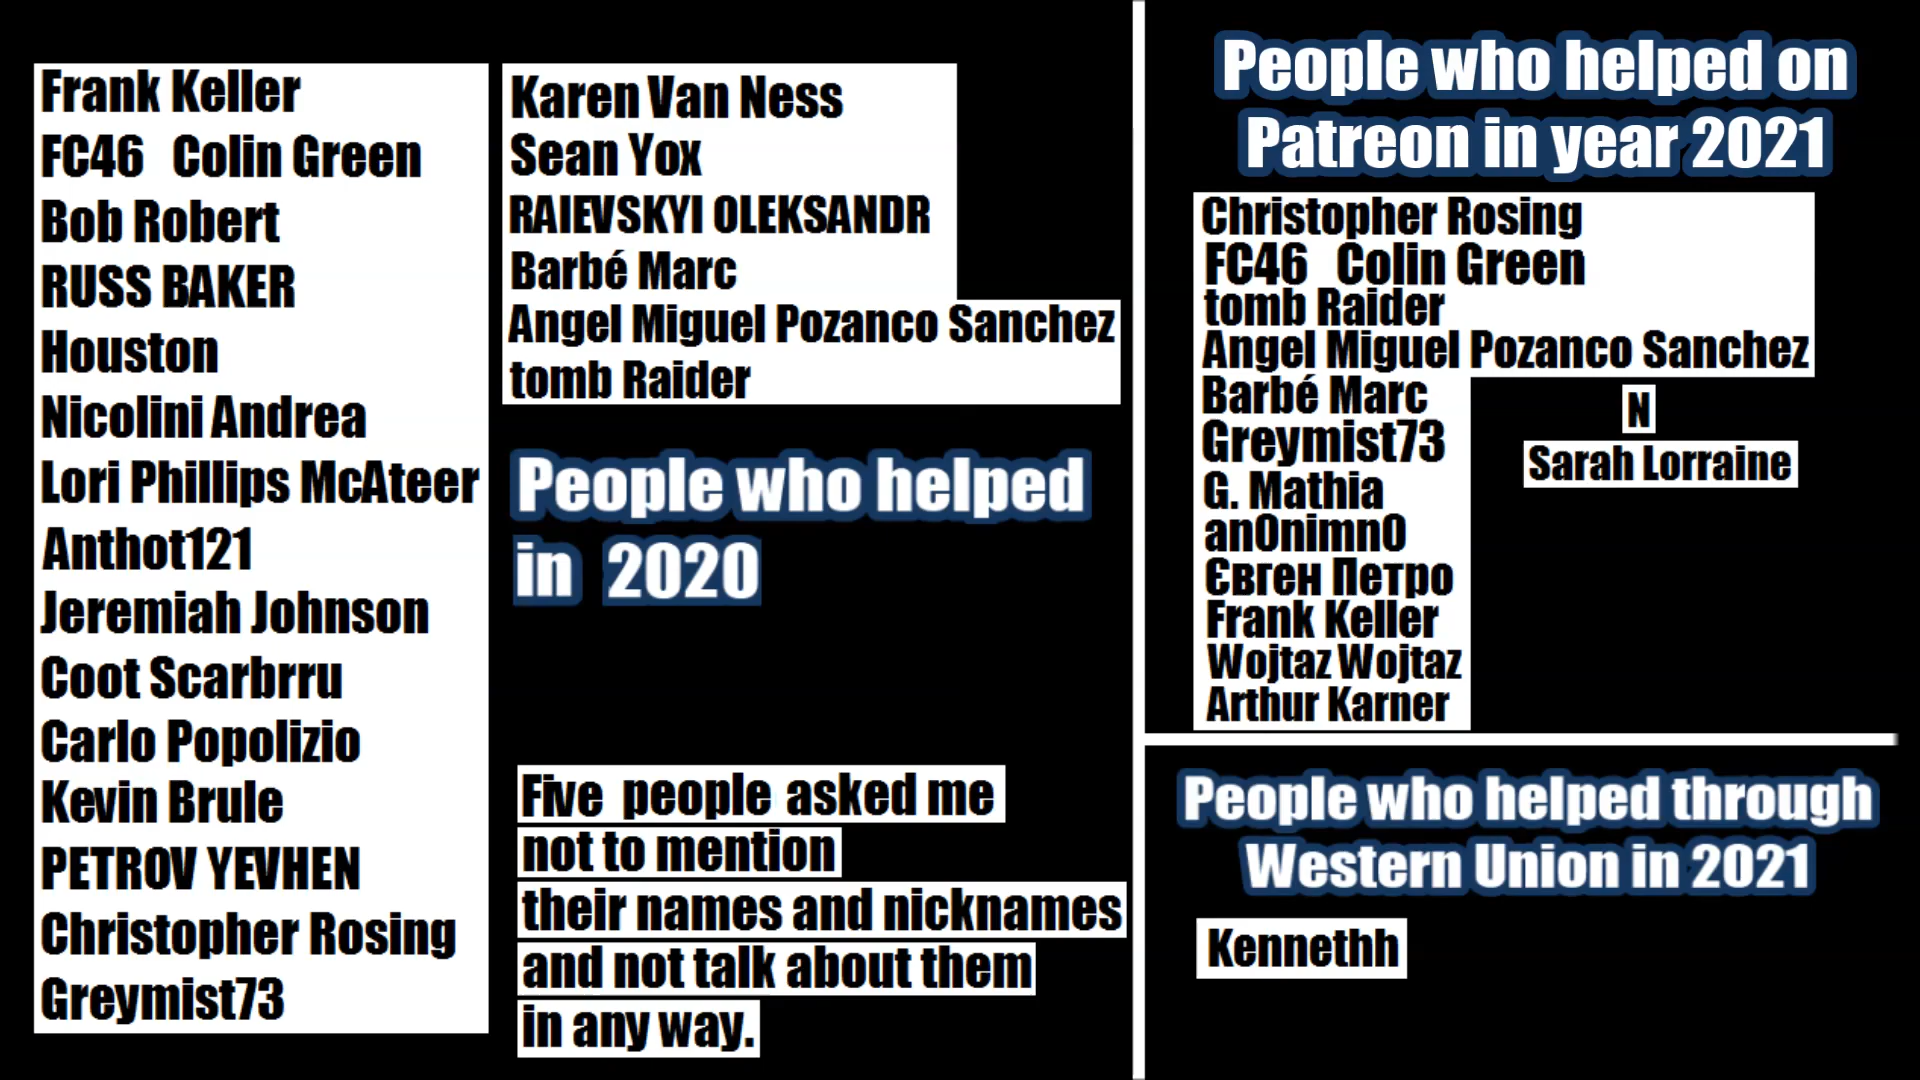 Frank Keller
FC46 Colin Green
Bob Robert
RUSS BAKER
Houston
Nicolini Andrea
Lori Phillips McAteer
Anthot121
Jeremiah Johnson
Coot Scarbrru
Carlo Popolizio
Kevin Brule
PETROV YEVHEN
Christopher Rosing
Greymist73
Karen Van Ness
Sean Yox
RAIEVSKYI OLEKSANDR
Barbé Marc
Angel Miguel Pozanco Sanchez
tomb Raider
People who helped
in 2020
Five people asked me
not to mention
their names and nicknames
and not talk about them
in any way.
People who helped on
Patreon in year 2021
Christopher Rosing
FC46 Colin Green
tomb Raider
Angel Miguel Pozanco Sanchez
Barbé Marc
Greymist73
G. Mathia
an0nimn0
Євген Петро
Frank Keller
Wojtaz Wojtaz
Arthur Karner
N
Sarah Lorraine
People who helped through
Western Union in 2021
Kennethh